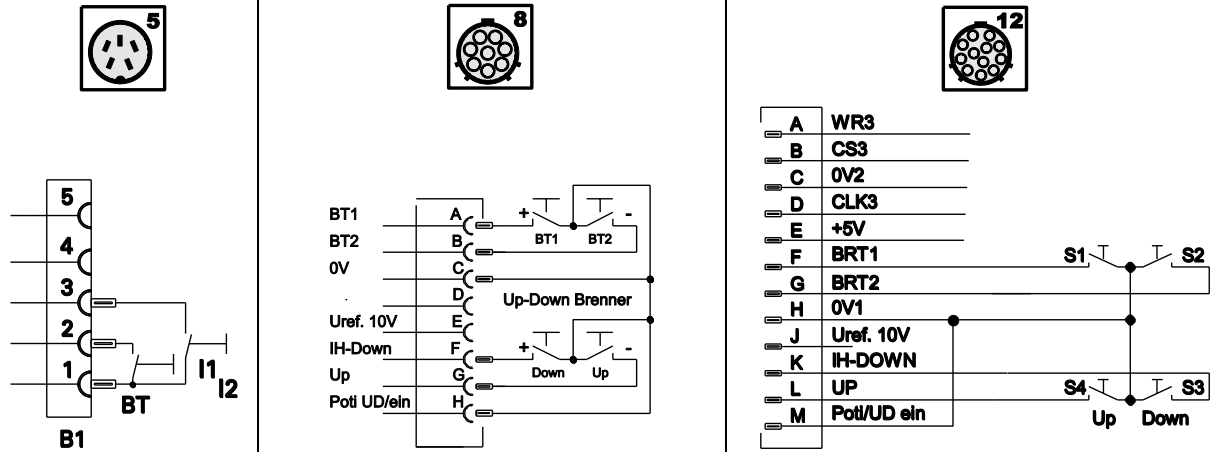 5
8
12
5
4
3
2
1
I1
I2
BT
B1
BT1 A + -
BT2 B BT1 BT2
0V C
. D Up-Down Brenner
Uref. 10V E
IH-Down F + -
Up G Down Up
Poti UD/ein H
A WR3
B CS3
C 0V2
D CLK3
E +5V
F BRT1 S1 S2
G BRT2
H 0V1
J Uref. 10V
K IH-DOWN
L UP S4 S3
M Poti/UD ein Up Down